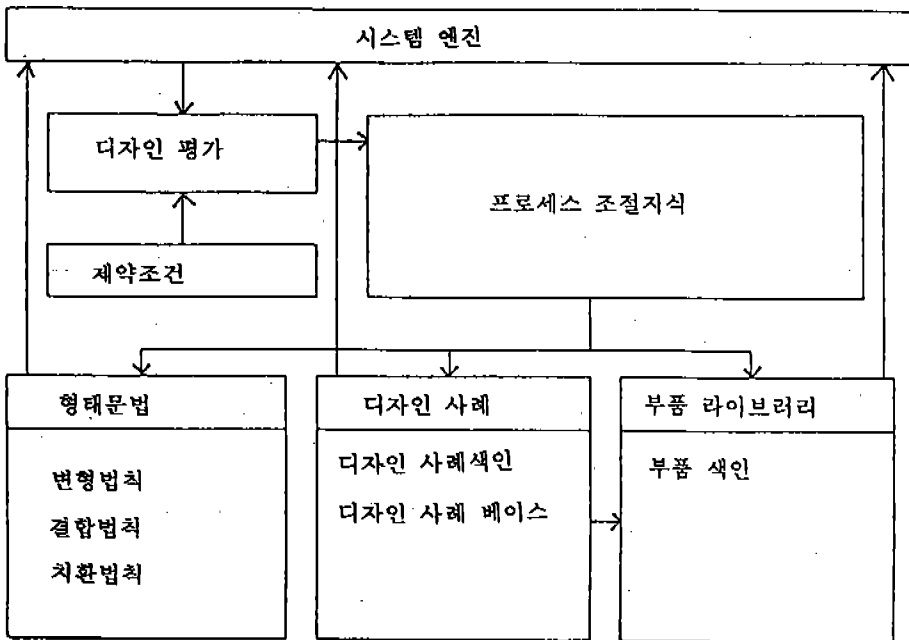 시스템 엔진
디자인 평가
프로세스 조절지식
제약조건
형태문법
변형법칙
결합법칙
치환법칙
디자인 사례
디자인 사례색인
디자인 사례 베이스
부품 라이브러리
부품 색인